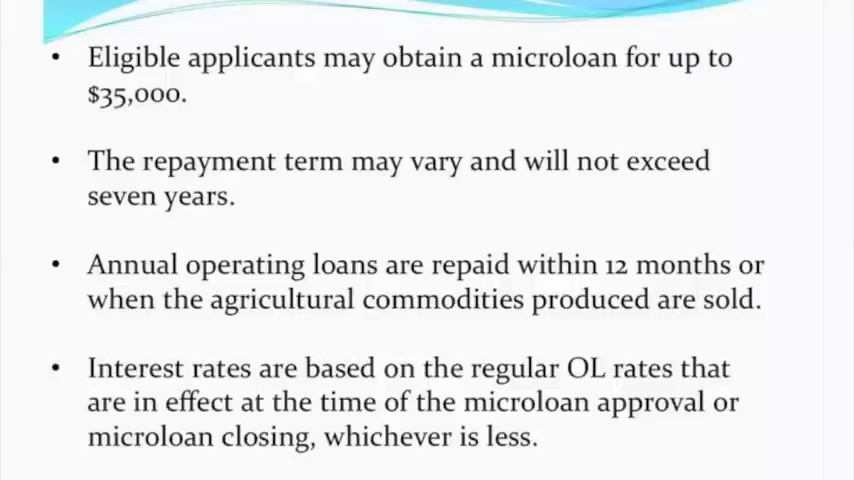 • Eligible applicants may obtain a microloan for up to
$35,000.
• The repayment term may vary and will not exceed
seven years.
• Annual operating loans are repaid within 12 months or
when the agricultural commodities produced are sold.
• Interest rates are based on the regular OL rates that
are in effect at the time of the microloan approval or
microloan closing, whichever is less.